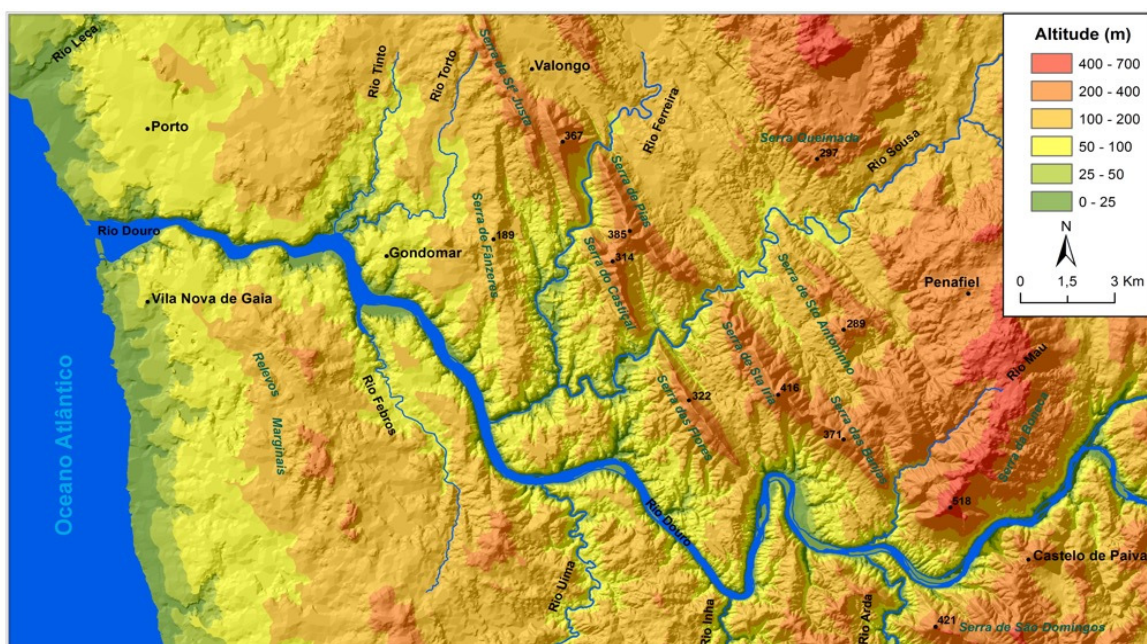 Rio Leça
Rio Tinto
Rio Torto
Serra de Sta Justa
Valongo
Porto
Rio Ferreira
367
Serra Queimada
297
Rio Sousa
Serra de Pias
Rio Douro
Gondomar
Serra de Fânzeres
189
385
314
Serra do Castiçal
Serra de Sto Antoninho
Penafiel
Vila Nova de Gaia
289
Oceano Atlântico
Relevos
Marginais
Rio Febros
Serra das Flores
322
Serra de Sta Iria
416
Serra das Banjas
371
Rio Mau
Serra da Boneca
518
Rio Douro
Rio Uíma
Rio Inha
Rio Arda
Castelo de Paiva
421
Serra de São Domingos
Altitude (m)
400 - 700
200 - 400
100 - 200
50 - 100
25 - 50
0 - 25
N
0 1,5 3 Km